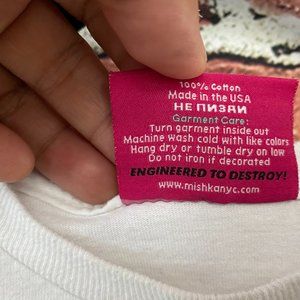 100% Cotton
Made in the USA
НЕ ПИЗАИ
Garment Care:
Turn garment inside out
Machine wash cold with like colors
Hang dry or tumble dry on low
Do not iron if decorated
ENGINEERED TO DESTROY!
www.mishkanyc.com